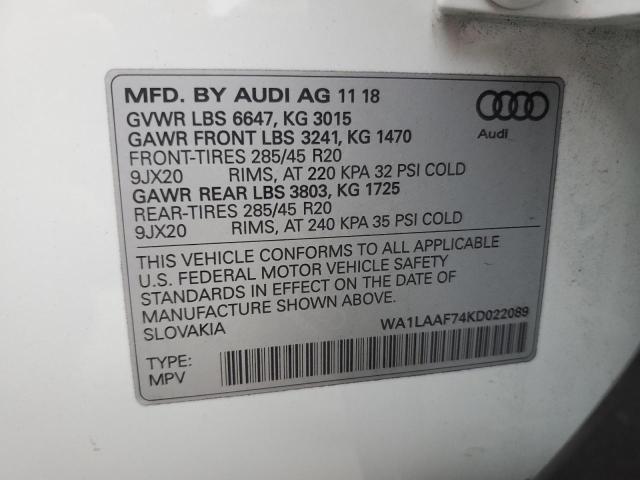 MFD. BY AUDI AG 11 18
GVWR LBS 6647, KG 3015
GAWR FRONT LBS 3241, KG 1470
FRONT-TIRES 285/45 R20
9JX20 RIMS, AT 220 KPA 32 PSI COLD
GAWR REAR LBS 3803, KG 1725
REAR-TIRES 285/45 R20
9JX20 RIMS, AT 240 KPA 35 PSI COLD
Audi
THIS VEHICLE CONFORMS TO ALL APPLICABLE
U.S. FEDERAL MOTOR VEHICLE SAFETY
STANDARDS IN EFFECT ON THE DATE OF
MANUFACTURE SHOWN ABOVE.
SLOVAKIA
WA1LAAF74KD022089
TYPE:
MPV